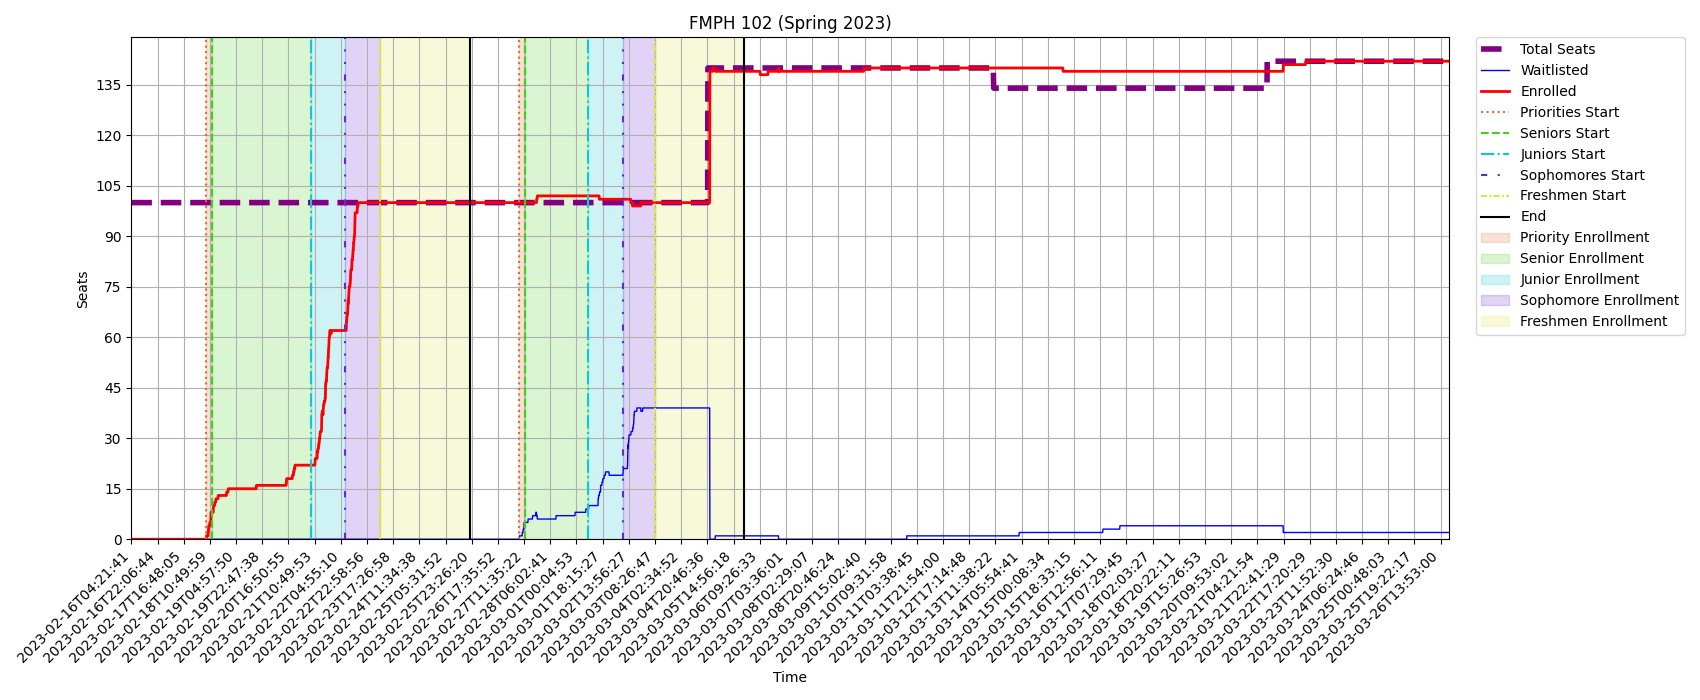 FMPH 102 (Spring 2023)
Seats
135
120
105
90
75
60
45
30
15
0
2023-02-16T04:21:41
2023-02-16T22:06:44
2023-02-17T16:48:05
2023-02-18T10:49:59
2023-02-19T04:57:50
2023-02-19T22:47:38
2023-02-20T16:50:55
2023-02-21T10:49:53
2023-02-22T04:55:10
2023-02-22T22:58:56
2023-02-23T17:26:58
2023-02-24T11:34:38
2023-02-25T05:31:52
2023-02-25T23:26:20
2023-02-26T17:35:52
2023-02-27T11:35:22
2023-02-28T06:02:41
2023-03-01T00:04:53
2023-03-01T18:15:27
2023-03-02T13:56:27
2023-03-03T08:26:47
2023-03-04T02:34:52
2023-03-04T20:46:36
2023-03-05T14:56:18
2023-03-06T09:26:33
2023-03-07T03:36:01
2023-03-08T02:29:07
2023-03-08T20:46:24
2023-03-09T15:02:40
2023-03-10T09:31:58
2023-03-11T03:38:45
2023-03-11T21:54:00
2023-03-12T17:14:48
2023-03-13T11:38:22
2023-03-14T05:54:41
2023-03-15T00:08:34
2023-03-15T18:33:15
2023-03-16T12:56:11
2023-03-17T07:29:45
2023-03-18T02:03:27
2023-03-18T20:22:11
2023-03-19T15:26:53
2023-03-20T09:53:02
2023-03-21T04:21:54
2023-03-21T22:41:29
2023-03-22T17:20:29
2023-03-23T11:52:30
2023-03-24T06:24:46
2023-03-25T00:48:03
2023-03-25T19:22:17
2023-03-26T13:53:00
Time
Total Seats
Waitlisted
Enrolled
Priorities Start
Seniors Start
Juniors Start
Sophomores Start
Freshmen Start
End
Priority Enrollment
Senior Enrollment
Junior Enrollment
Sophomore Enrollment
Freshmen Enrollment